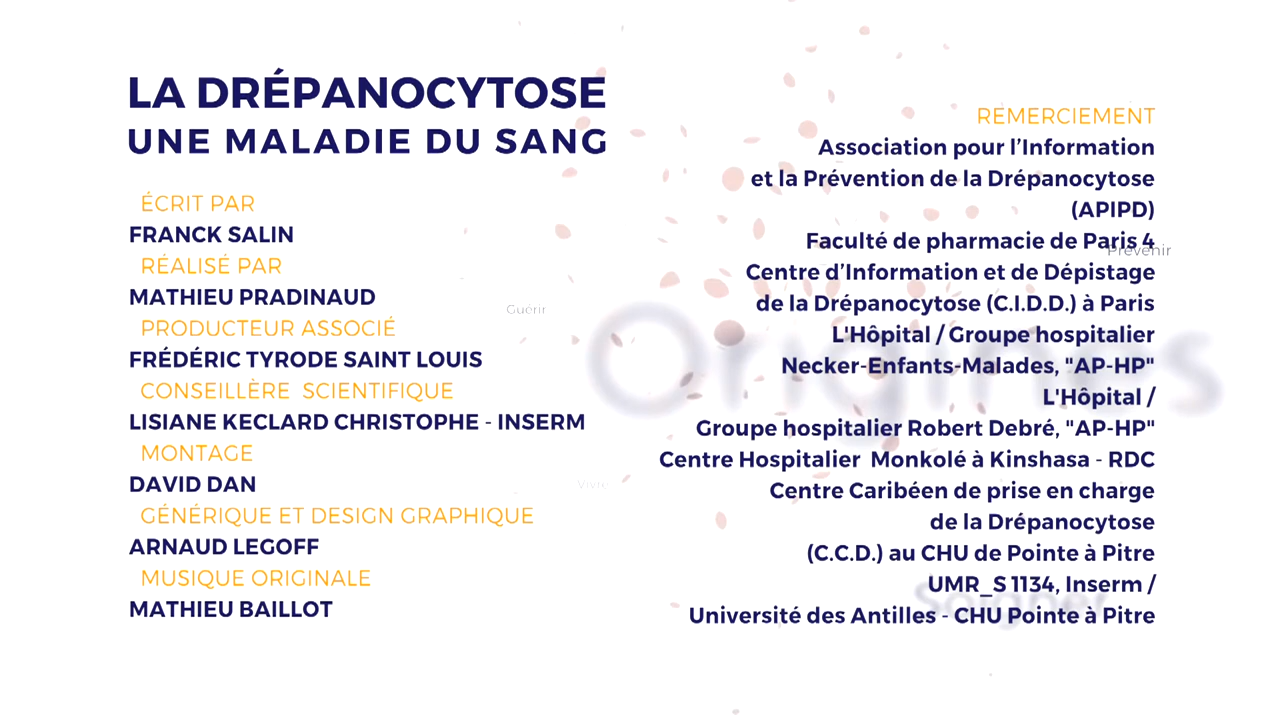 LA DRÉPANOCYTOSE
UNE MALADIE DU SANG
ÉCRIT PAR
FRANCK SALIN
RÉALISÉ PAR
MATHIEU PRADINAUD
PRODUCTEUR ASSOCIÉ
FRÉDÉRIC TYRODE SAINT LOUIS
CONSEILLÈRE SCIENTIFIQUE
LISIANE KECLARD CHRISTOPHE - INSERM
MONTAGE
DAVID DAN
GÉNÉRIQUE ET DESIGN GRAPHIQUE
ARNAUD LEGOFF
MUSIQUE ORIGINALE
MATHIEU BAILLOT
REMERCIEMENT
Association pour l'Information
et la Prévention de la Drépanocytose
(APIPD)
Faculté de pharmacie de Paris 4
Centre d'Information et de Dépistage
de la Drépanocytose (C.I.D.D.) à Paris
L'Hôpital / Groupe hospitalier
Necker-Enfants-Malades, "AP-HP"
L'Hôpital /
Groupe hospitalier Robert Debré, "AP-HP"
Centre Hospitalier Monkolé à Kinshasa - RDC
Centre Caribéen de prise en charge
de la Drépanocytose
(C.C.D.) au CHU de Pointe à Pitre
UMR_S 1134, Inserm /
Université des Antilles - CHU Pointe à Pitre
Prévenir
Guérir
Origines
Vivre
Soigner